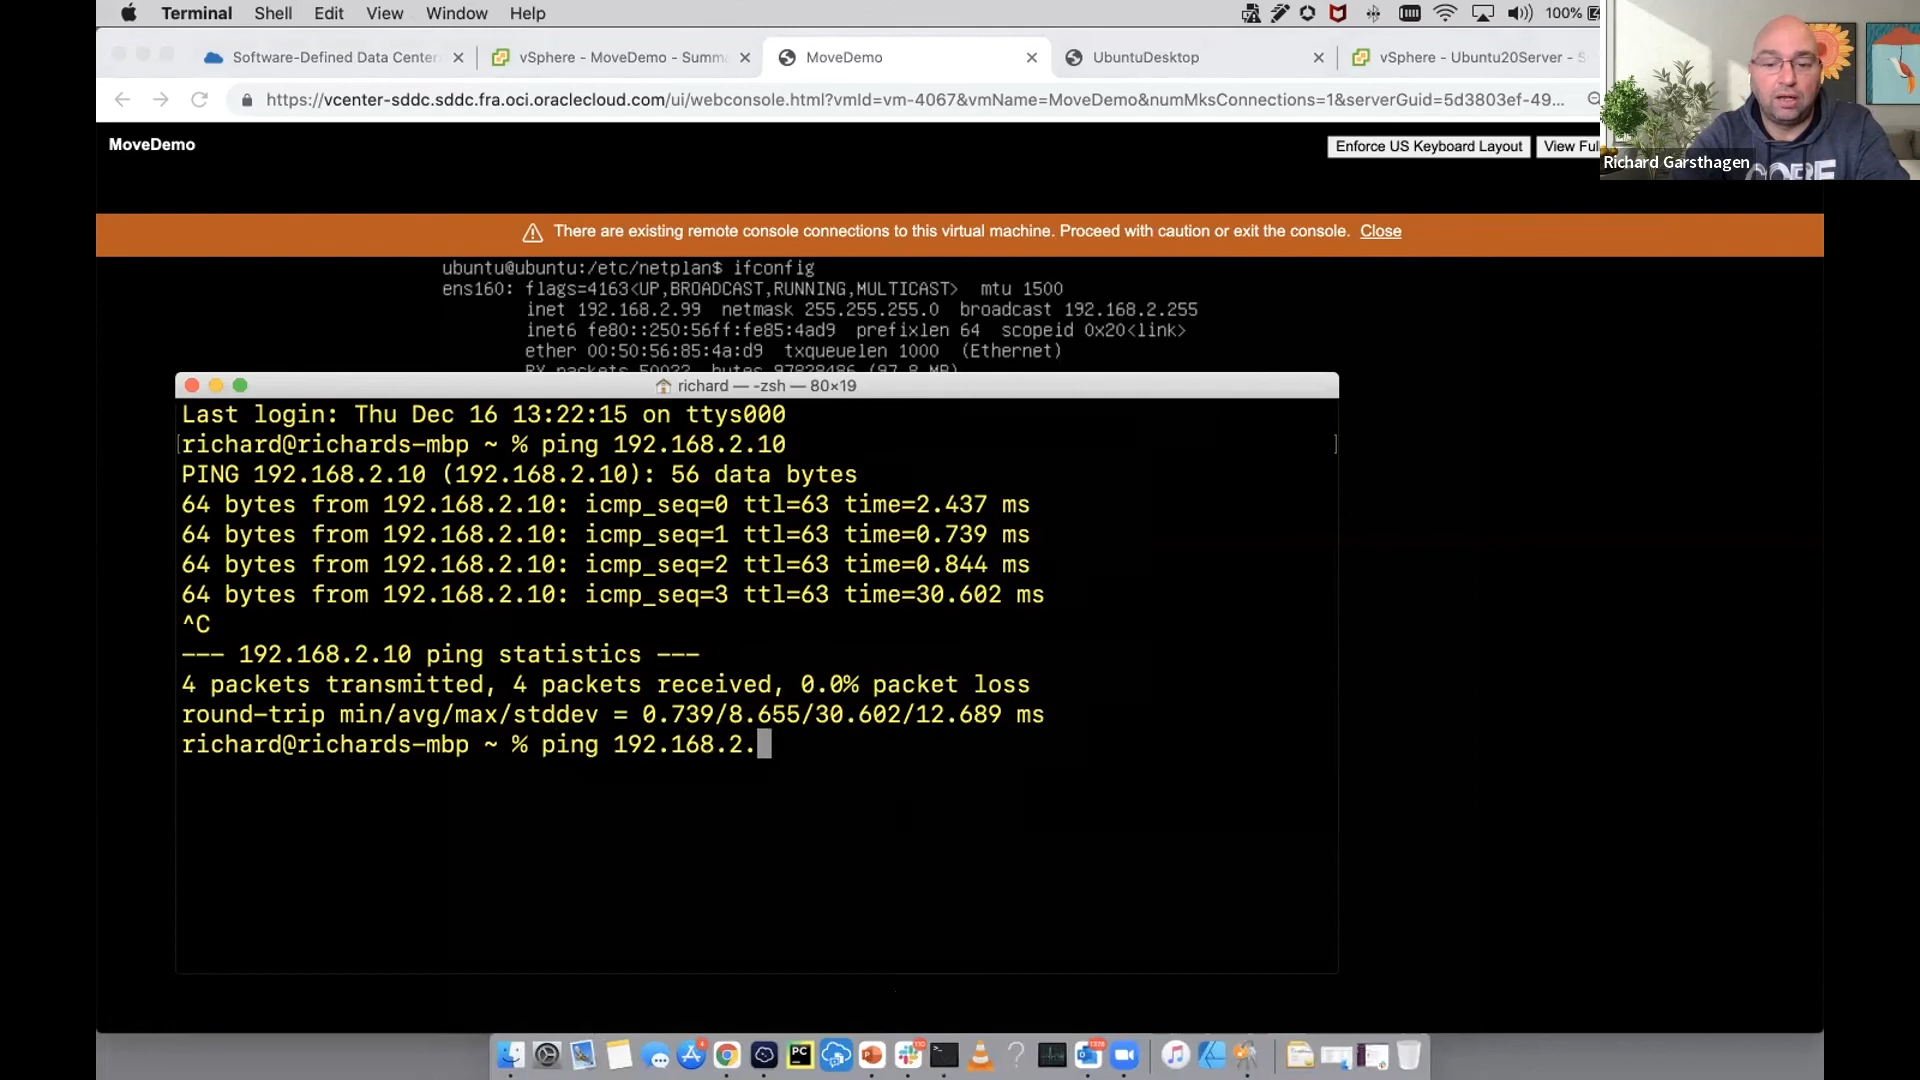 Terminal Shell Edit View Window Help 100%
Software-Defined Data Center vSphere - MoveDemo - Summ MoveDemo UbuntuDesktop vSphere - Ubuntu20Server - S
https://vcenter-sddc.sddc.fra.oci.oraclecloud.com/ui/webconsole.html?vmId=vm-4067&vmName=MoveDemo&numMksConnections=1&serverGuid=5d3803ef-49...
MoveDemo Enforce US Keyboard Layout View Ful
Richard Garsthagen
There are existing remote console connections to this virtual machine. Proceed with caution or exit the console. Close
ubuntu@ubuntu:/etc/netplan$ ifconfig
ens160: flags=4163<UP,BROADCAST,RUNNING,MULTICAST> mtu 1500
inet 192.168.2.99 netmask 255.255.255.0 broadcast 192.168.2.255
inet6 fe80::250:56ff:fe85:4ad9 prefixlen 64 scopeid 0x20<link>
ether 00:50:56:85:4a:d9 txqueuelen 1000 (Ethernet)
richard — -zsh — 80×19
Last login: Thu Dec 16 13:22:15 on ttys000
[richard@richards-mbp ~ % ping 192.168.2.10 ]
PING 192.168.2.10 (192.168.2.10): 56 data bytes
64 bytes from 192.168.2.10: icmp_seq=0 ttl=63 time=2.437 ms
64 bytes from 192.168.2.10: icmp_seq=1 ttl=63 time=0.739 ms
64 bytes from 192.168.2.10: icmp_seq=2 ttl=63 time=0.844 ms
64 bytes from 192.168.2.10: icmp_seq=3 ttl=63 time=30.602 ms
^C
--- 192.168.2.10 ping statistics ---
4 packets transmitted, 4 packets received, 0.0% packet loss
round-trip min/avg/max/stddev = 0.739/8.655/30.602/12.689 ms
richard@richards-mbp ~ % ping 192.168.2.